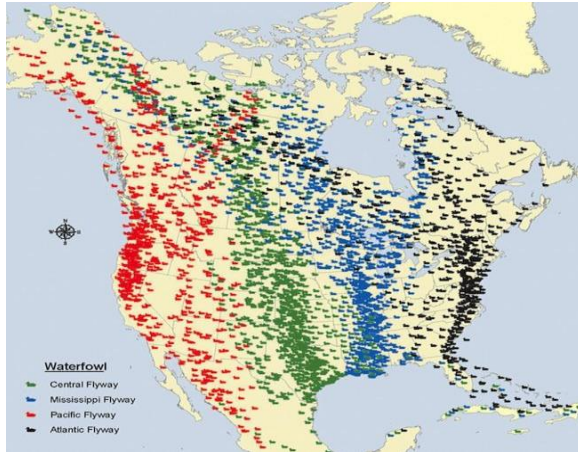 N
W
E
S
Waterfowl
Central Flyway
Mississippi Flyway
Pacific Flyway
Atlantic Flyway